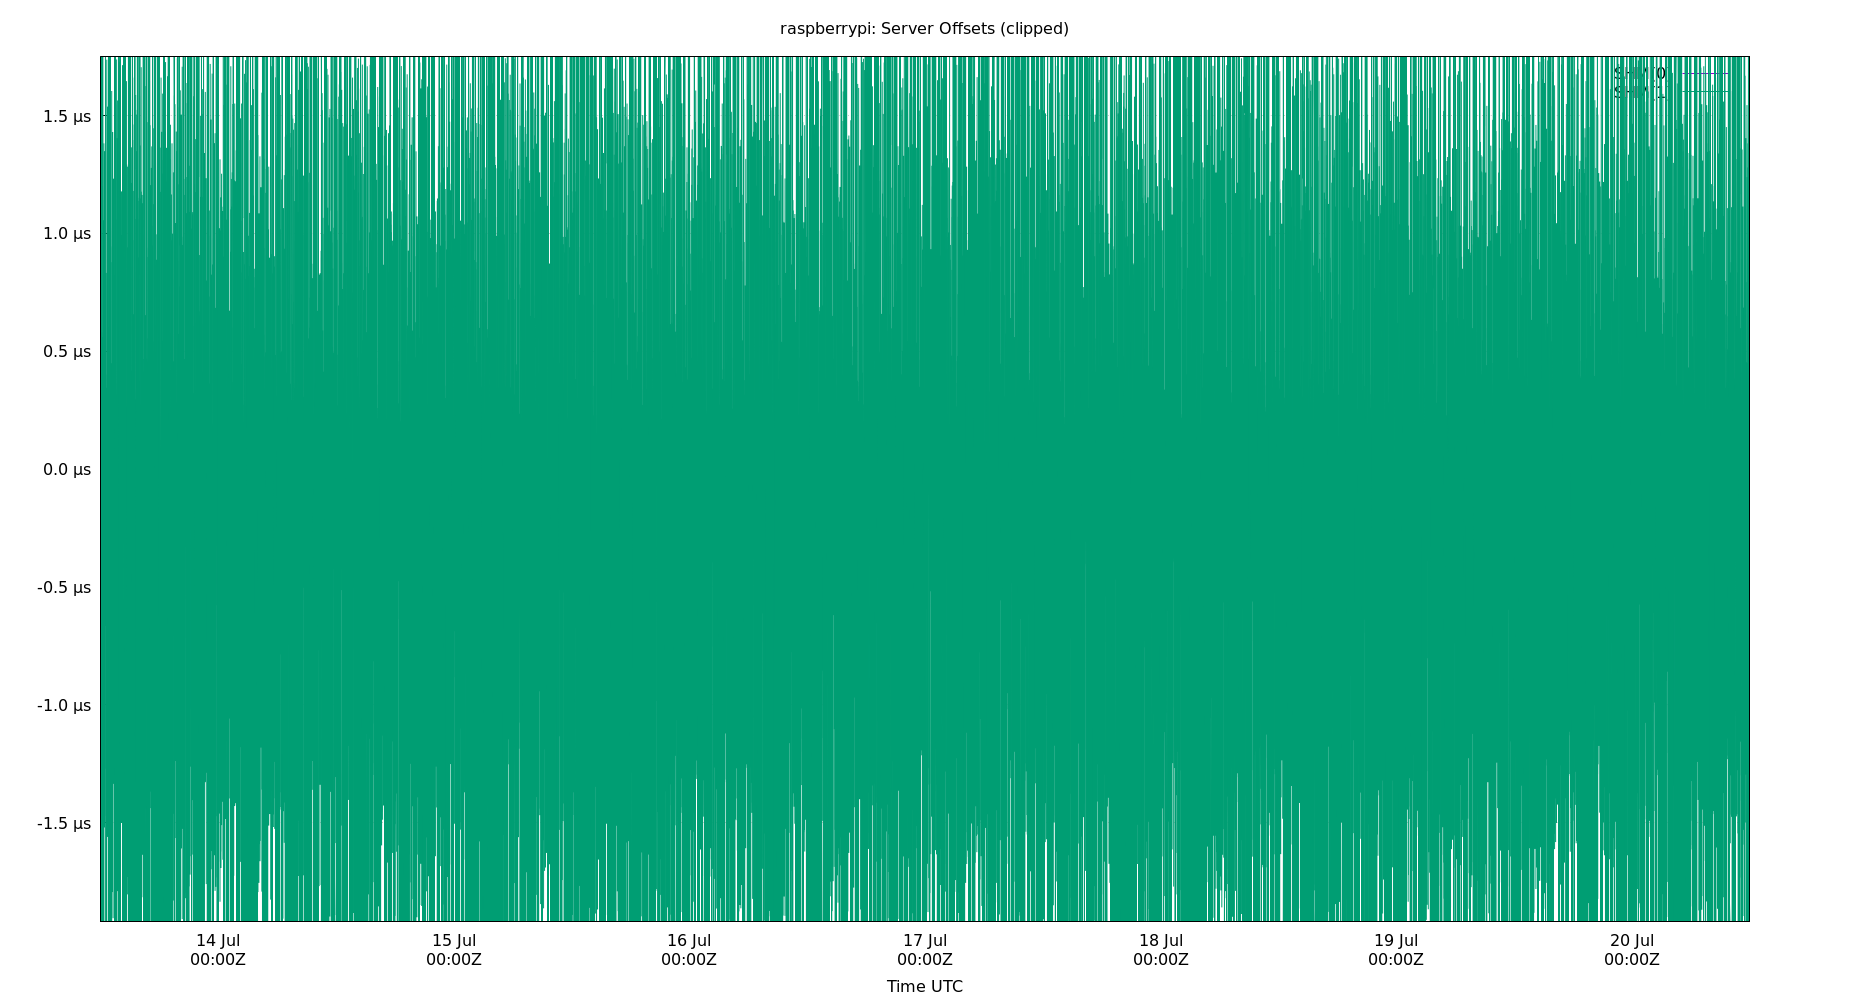 raspberrypi: Server Offsets (clipped)
1.5 µs
1.0 µs
0.5 µs
0.0 µs
-0.5 µs
-1.0 µs
-1.5 µs
14 Jul
00:00Z
15 Jul
00:00Z
16 Jul
00:00Z
17 Jul
00:00Z
18 Jul
00:00Z
19 Jul
00:00Z
20 Jul
00:00Z
Time UTC